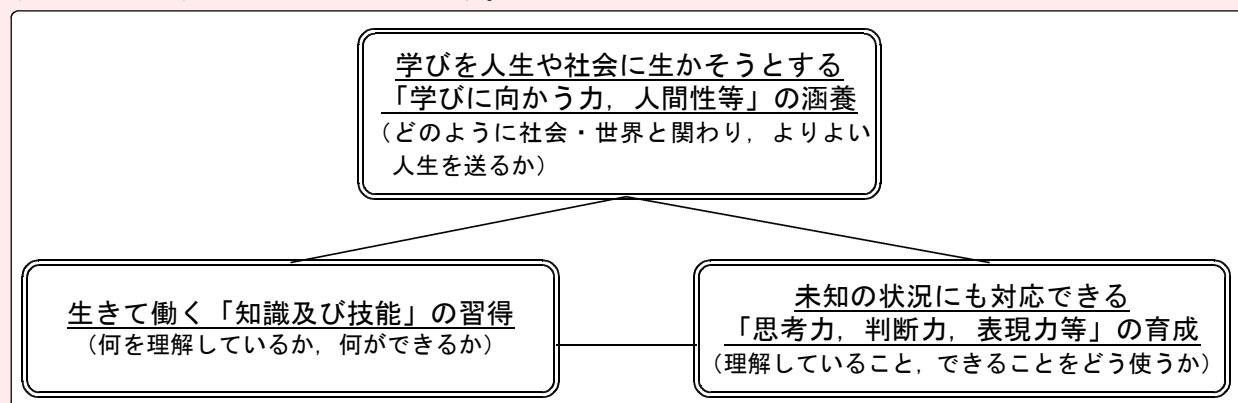 学びを人生や社会に生かそうとする
「学びに向かう力，人間性等」の涵養
（どのように社会・世界と関わり，よりよい
人生を送るか）
生きて働く「知識及び技能」の習得
（何を理解しているか，何ができるか）
未知の状況にも対応できる
「思考力，判断力，表現力等」の育成
（理解していること，できることをどう使うか）